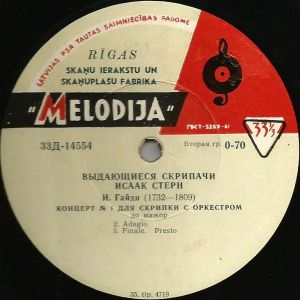 LATVIJAS PSR TAUTAS SAIMNIECĪBAS PADOME
RĪGAS
SKAŅU IERAKSTU UN
SKAŅUPLAŠU FABRIKA
"MELODIJA"
ГОСТ-5289-61
33⅓
33Д-14554
Вторая гр. 0-70
ВЫДАЮЩИЕСЯ СКРИПАЧИ
ИСААК СТЕРН
Й. Гайдн (1732—1809)
КОНЦЕРТ № 1 ДЛЯ СКРИПКИ С ОРКЕСТРОМ
до мажор
2. Adagio
3. Finale. Presto
35. tip. 4719